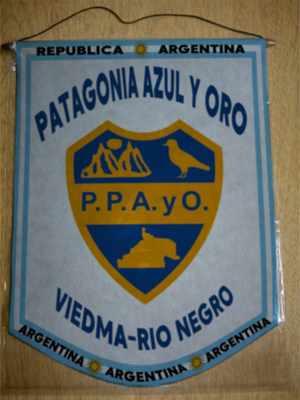 REPUBLICA ARGENTINA
PATAGONIA AZUL Y ORO
P.P.A.yO.
VIEDMA-RIO NEGRO
ARGENTINA ARGENTINA ARGENTINA